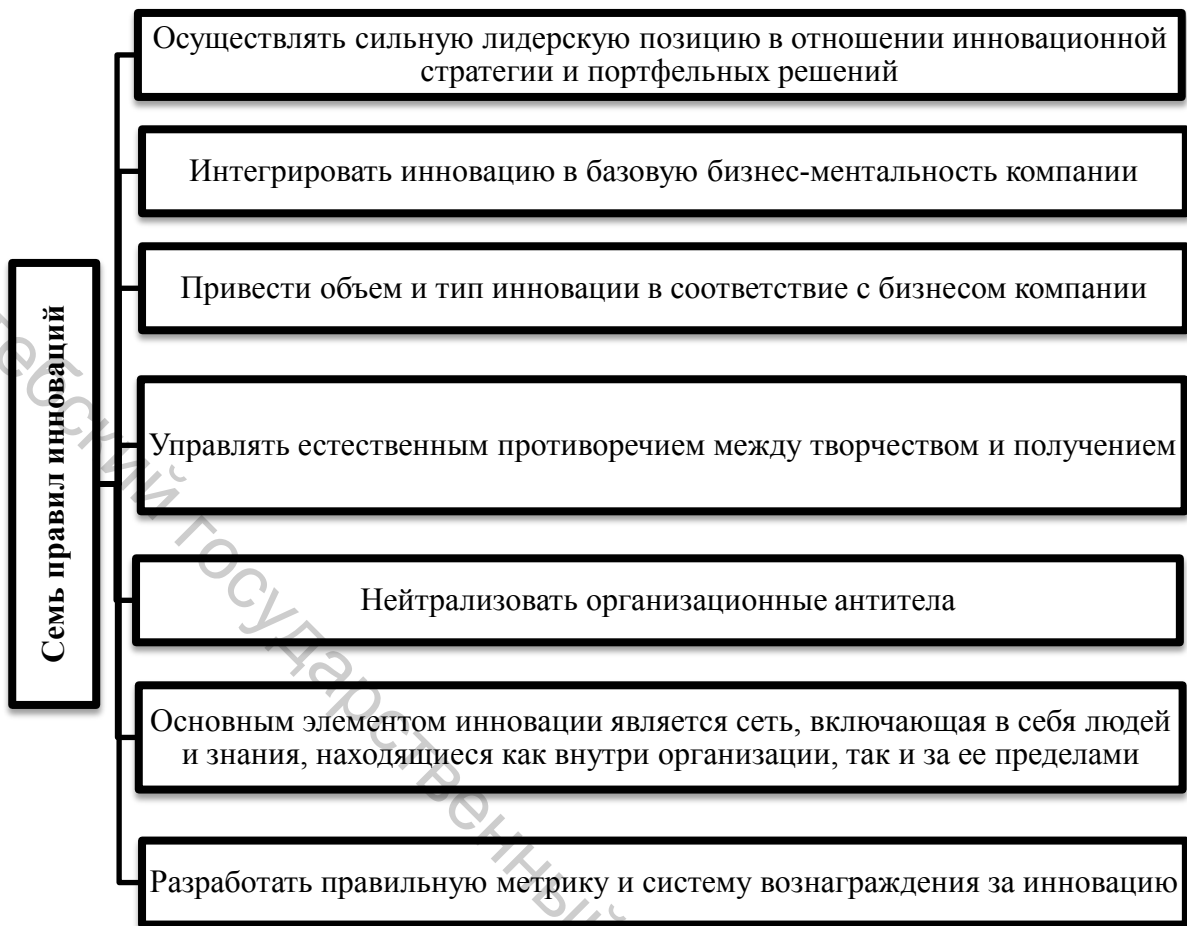 Осуществлять сильную лидерскую позицию в отношении инновационной
стратегии и портфельных решений
Интегрировать инновацию в базовую бизнес-ментальность компании
Привести объем и тип инновации в соответствие с бизнесом компании
Семь правил инноваций
Управлять естественным противоречием между творчеством и получением
Нейтрализовать организационные антитела
Основным элементом инновации является сеть, включающая в себя людей
и знания, находящиеся как внутри организации, так и за ее пределами
Разработать правильную метрику и систему вознаграждения за инновацию
государственный